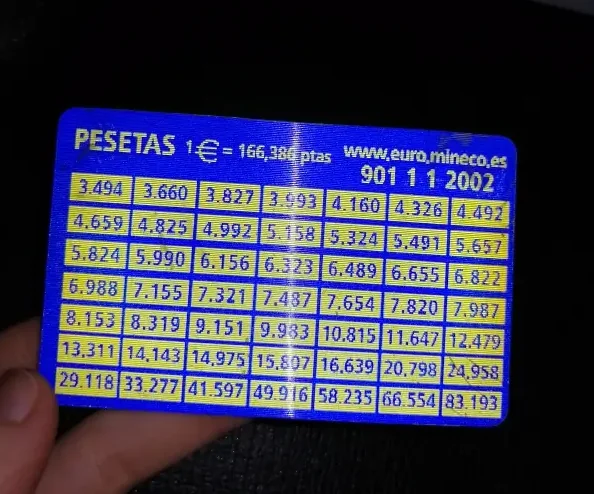 PESETAS 1 € = 166,386 ptas www.euro.mineco.es
901 1 1 2002
3.494 3.660 3.827 3.993 4.160 4.326 4.492
4.659 4.825 4.992 5.158 5.324 5.491 5.657
5.824 5.990 6.156 6.323 6.489 6.655 6.822
6.988 7.155 7.321 7.487 7.654 7.820 7.987
8.153 8.319 9.151 9.983 10.815 11.647 12.479
13.311 14.143 14.975 15.807 16.639 20.798 24.958
29.118 33.277 41.597 49.916 58.235 66.554 83.193